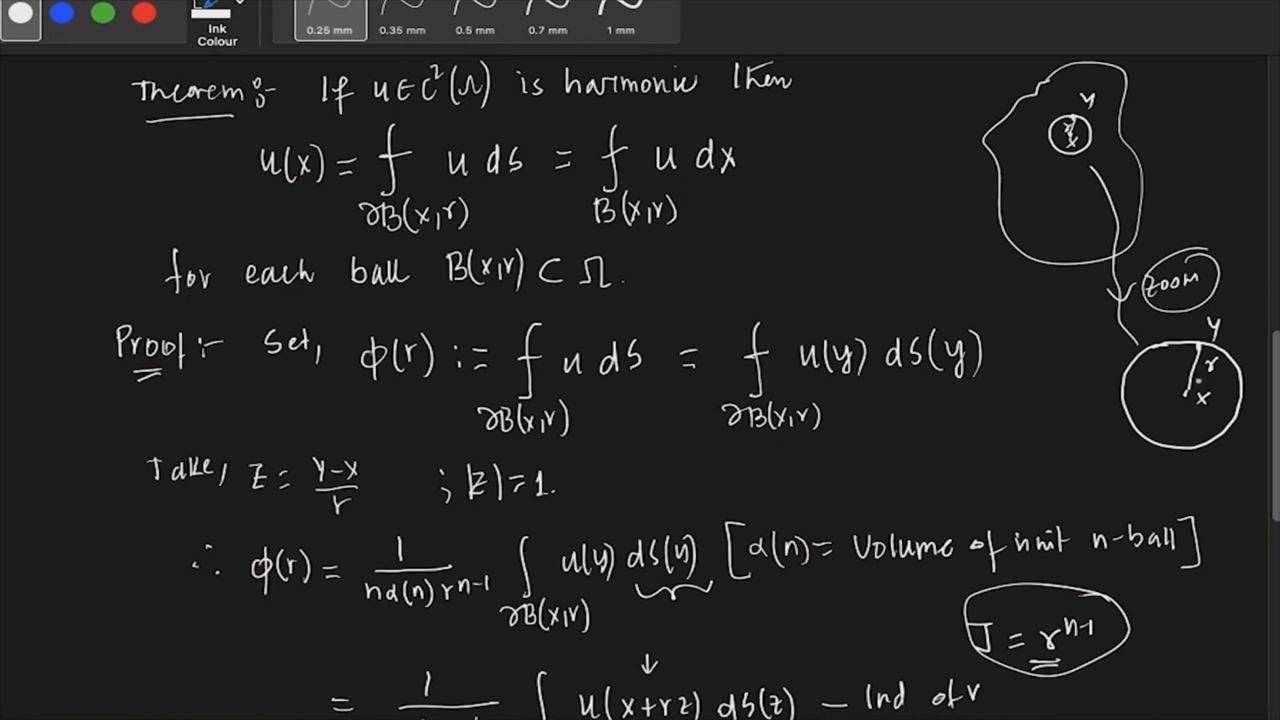 Ink
Colour
0.25 mm 0.35 mm 0.5 mm 0.7 mm 1 mm
Theorem :- If u ∈ C²(Ω) is harmonic then
u(x) = ⨍_{∂B(x,r)} u ds = ⨍_{B(x,r)} u dx
for each ball B(x,r) ⊂ Ω.
Proof :- Set, φ(r) := ⨍_{∂B(x,r)} u ds = ⨍_{∂B(x,r)} u(y) ds(y)
Take, z = (y-x)/r ; |z| = 1.
∴ φ(r) = 1/(nα(n) r^{n-1}) ∫_{∂B(x,r)} u(y) ds(y) [α(n) = Volume of unit n-ball]
J = r^{n-1}
= 1 ∫ u(x+rz) ds(z) – Ind of r
y
x
zoom
y
r
x